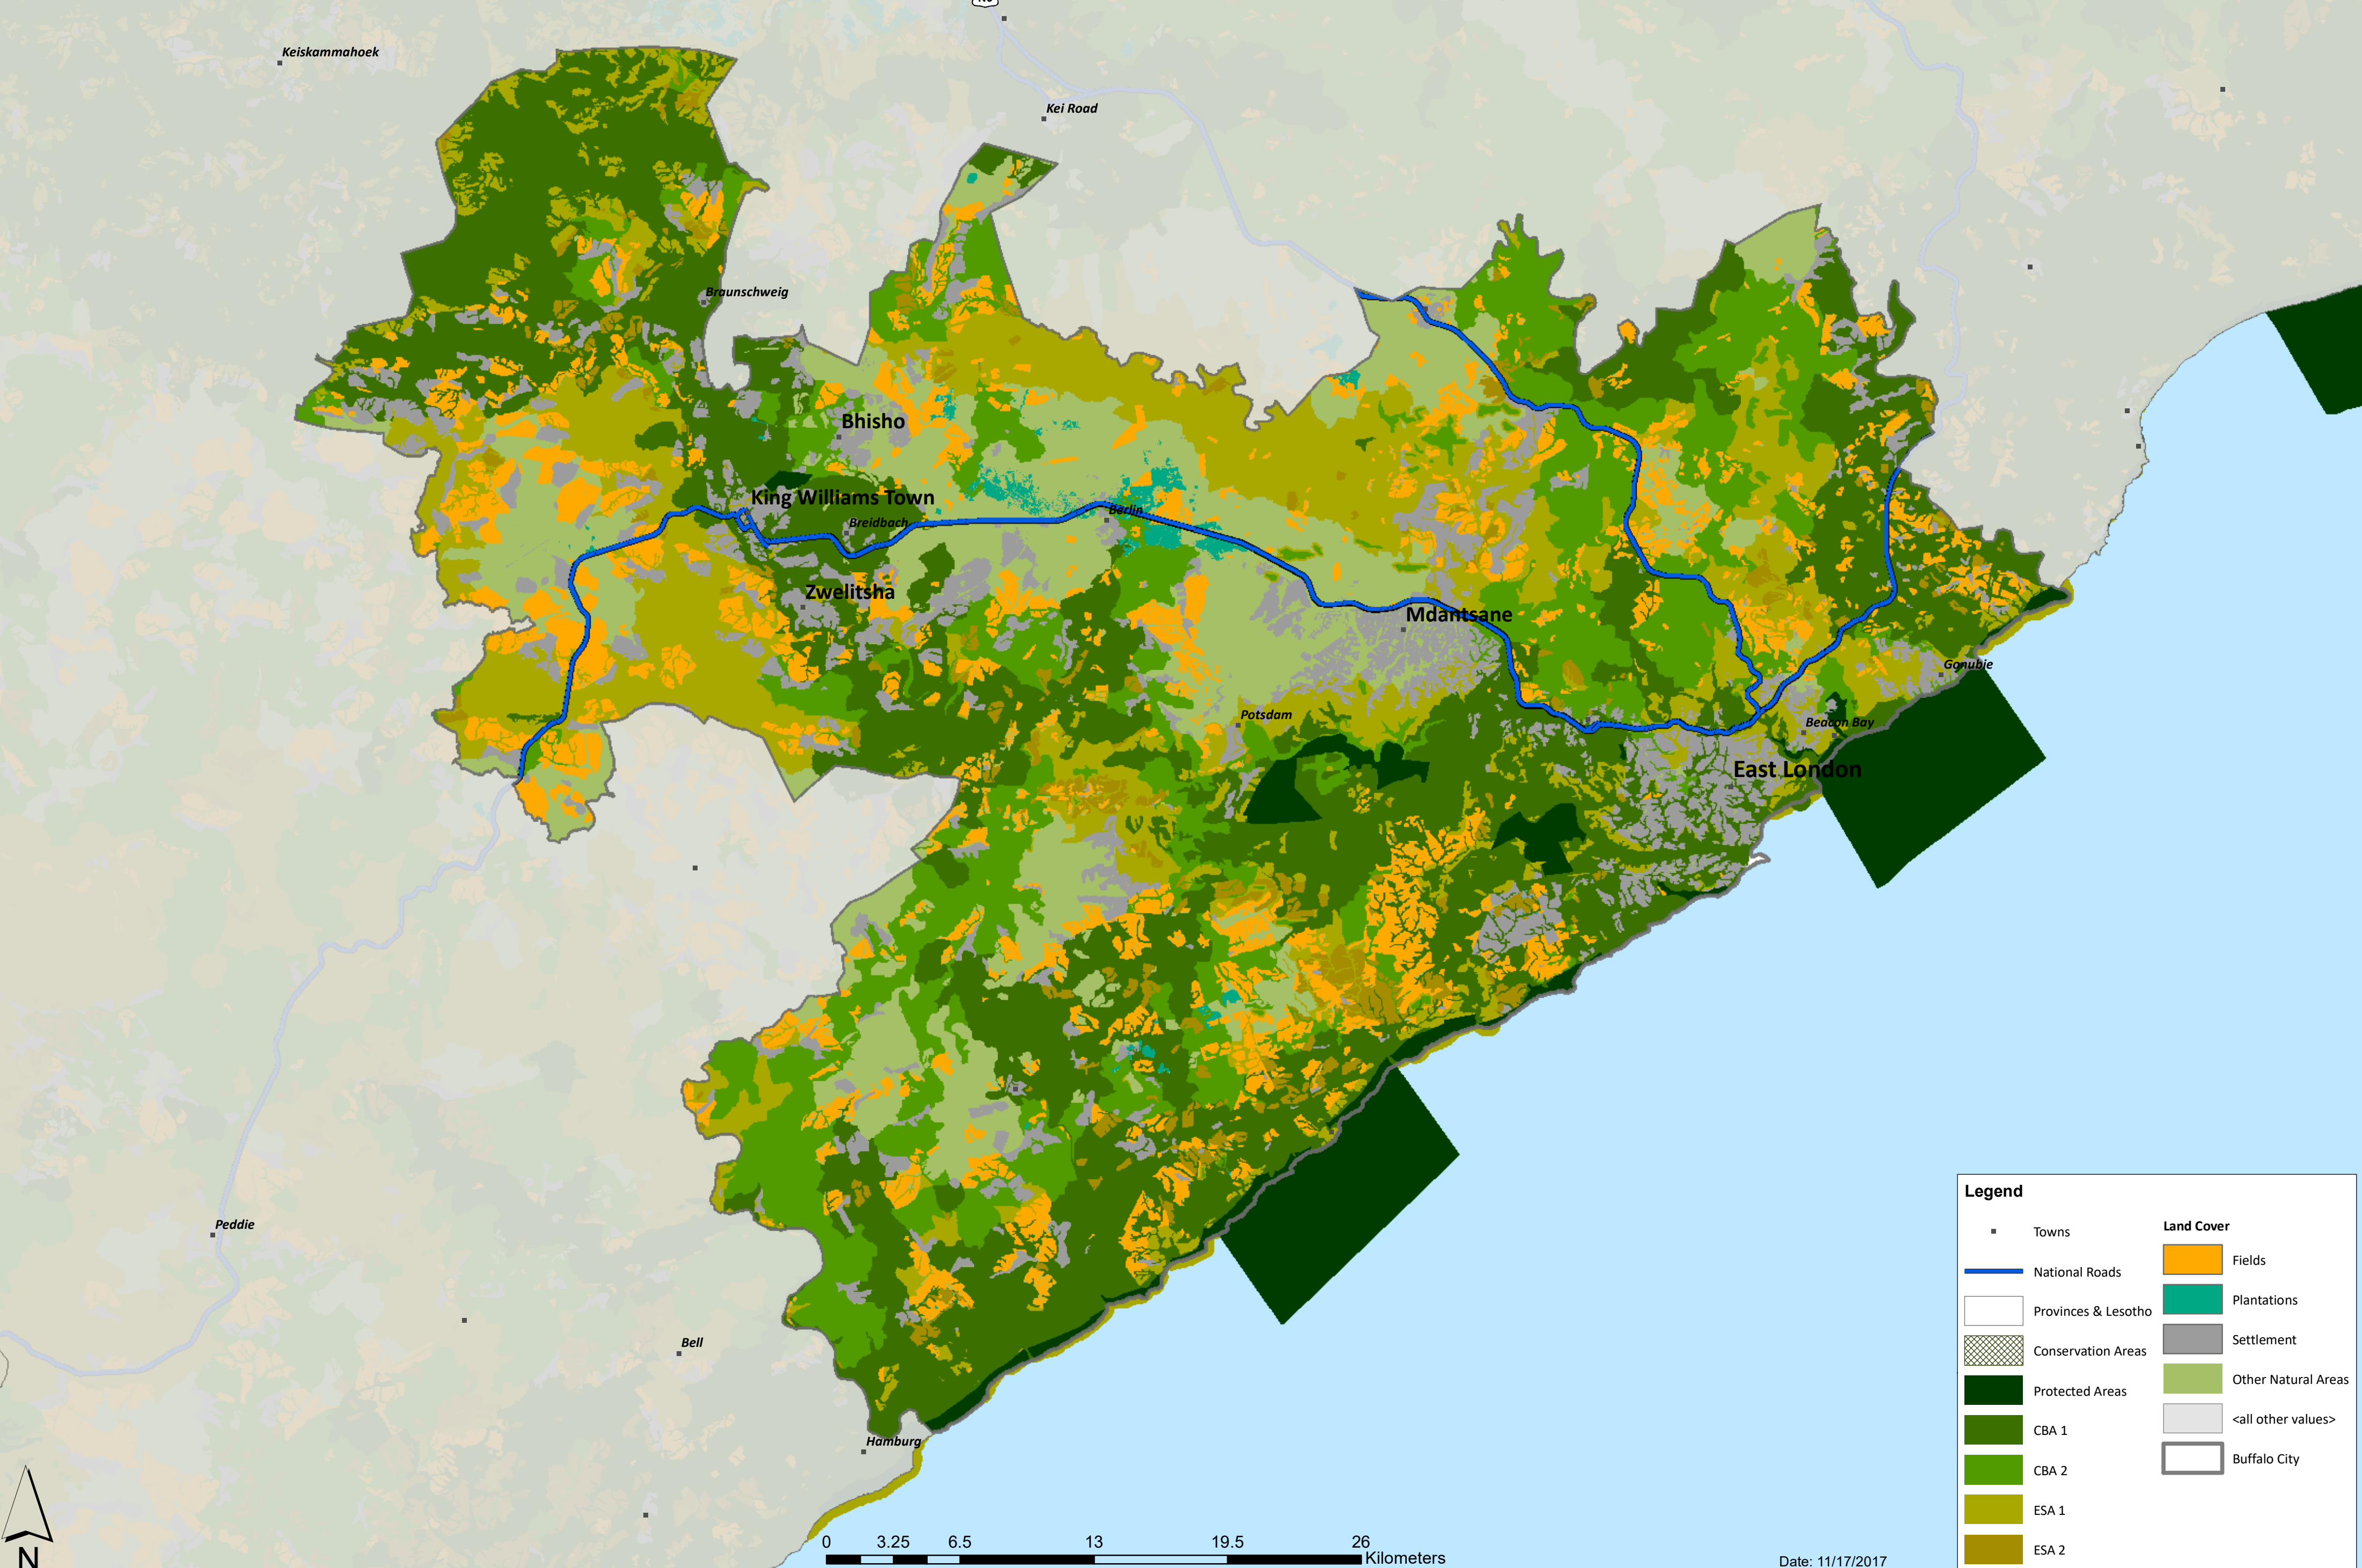 Keiskammahoek
Kei Road
Braunschweig
Bhisho
King Williams Town
Breidbach
Berlin
Zwelitsha
Mdantsane
Gonubie
Potsdam
Beacon Bay
East London
Peddie
Bell
Hamburg
N
0 3.25 6.5 13 19.5 26
Kilometers
Date: 11/17/2017
Legend
Towns
National Roads
Provinces & Lesotho
Conservation Areas
Protected Areas
CBA 1
CBA 2
ESA 1
ESA 2
Land Cover
Fields
Plantations
Settlement
Other Natural Areas
<all other values>
Buffalo City